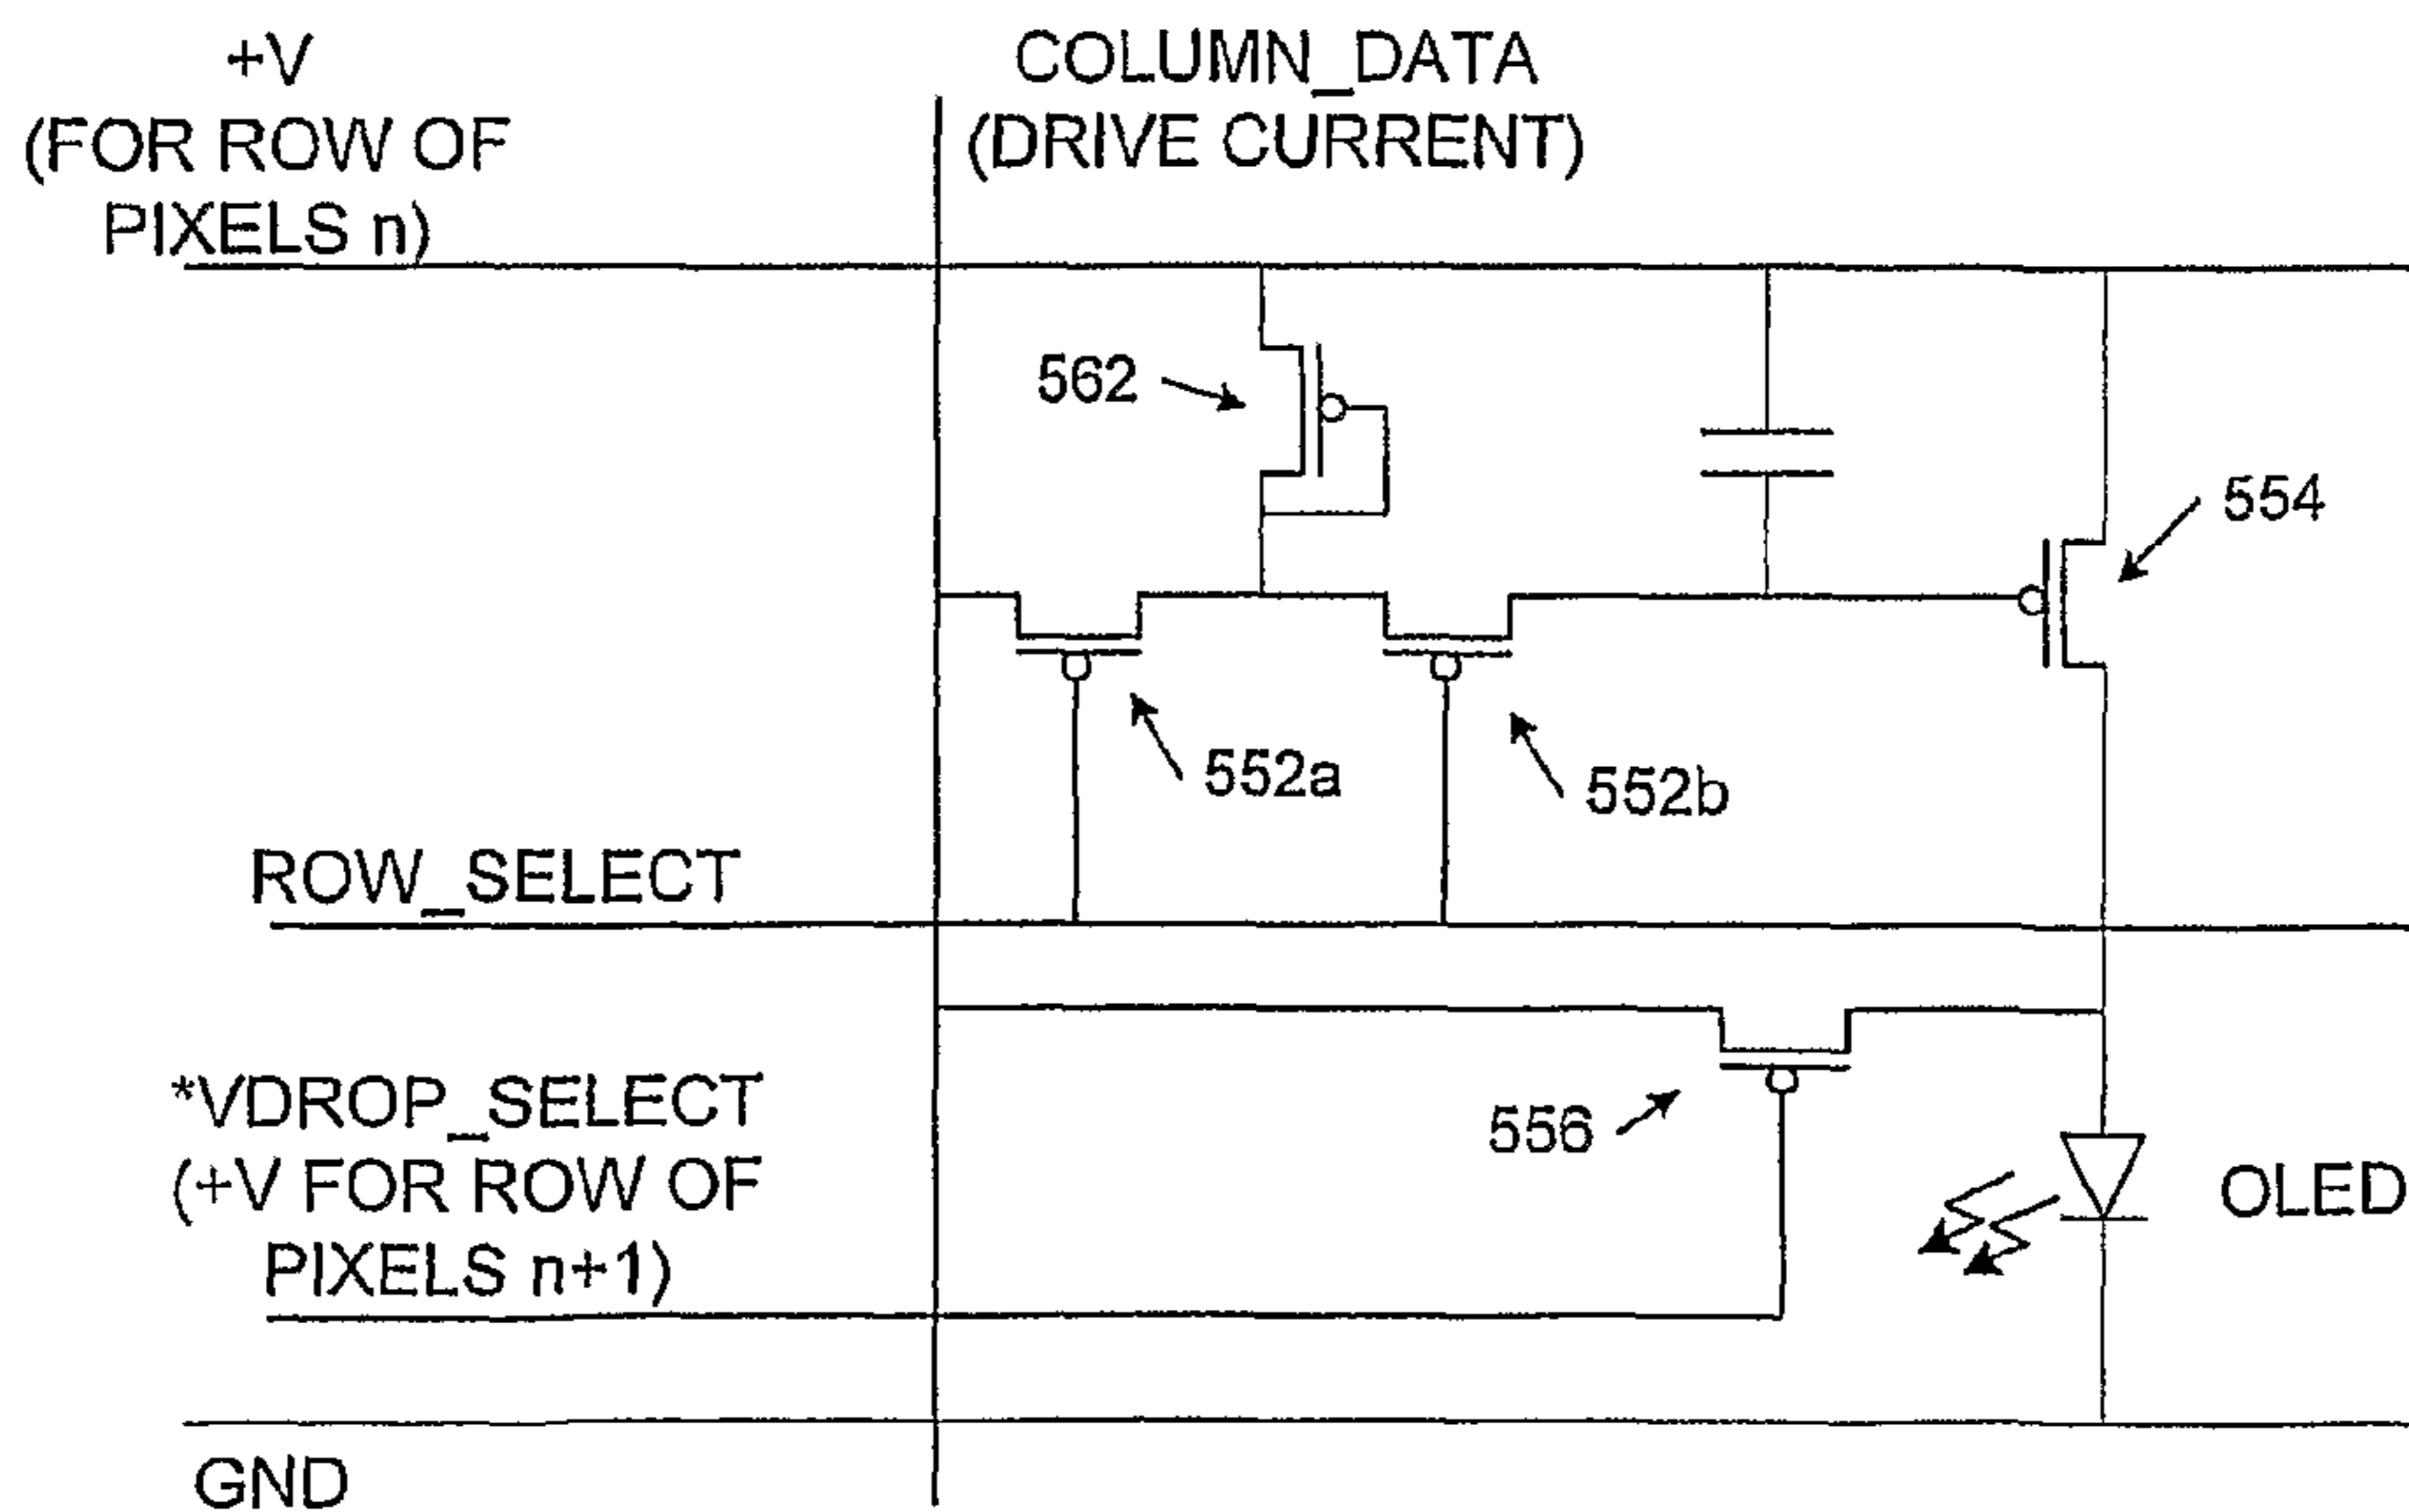 +V
(FOR ROW OF
PIXELS n)
COLUMN_DATA
(DRIVE CURRENT)
562
554
552a
552b
ROW_SELECT
*VDROP_SELECT
(+V FOR ROW OF
PIXELS n+1)
556
OLED
GND